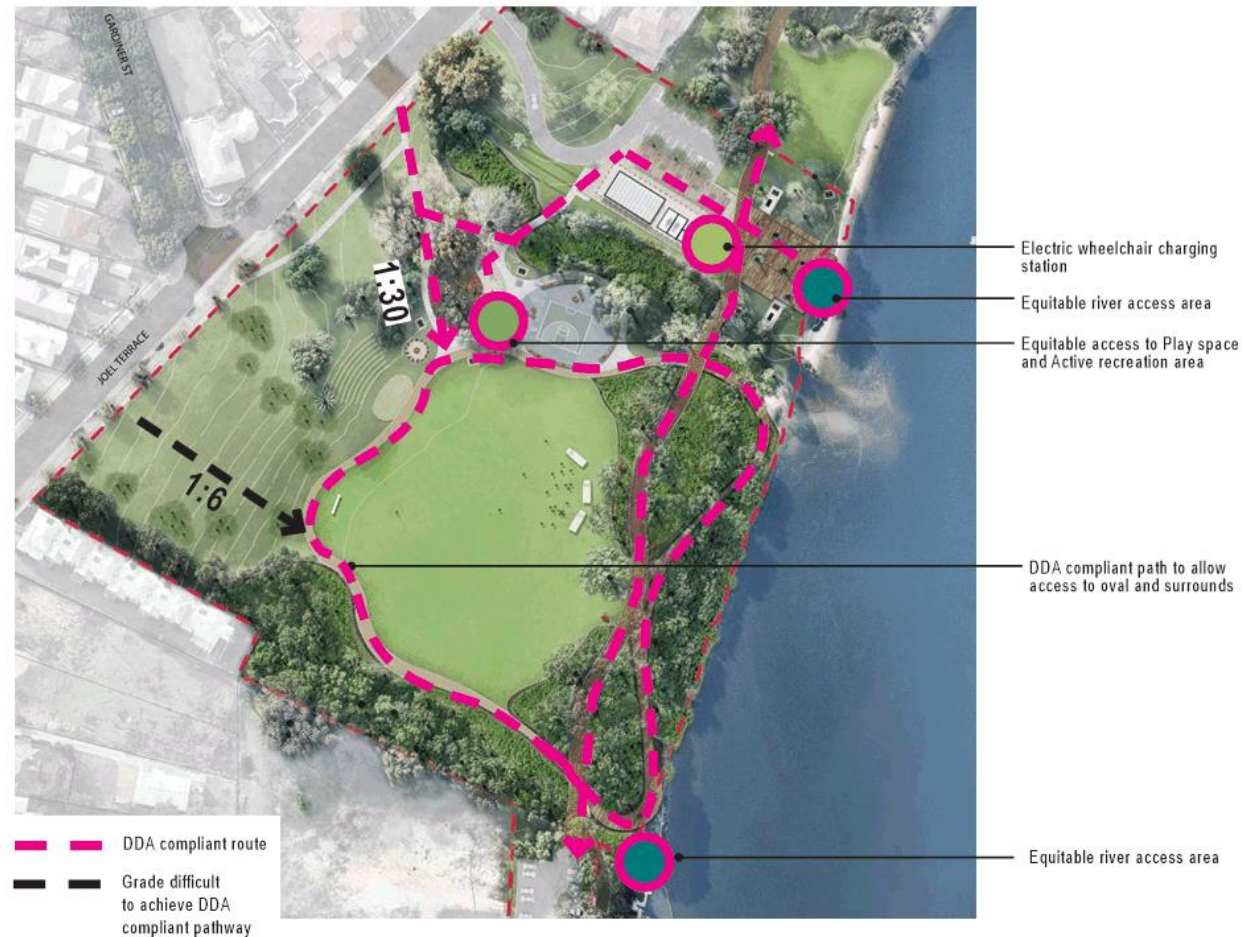 GARDINER ST
JOEL TERRACE
1:30
1:6
Electric wheelchair charging
station
Equitable river access area
Equitable access to Play space
and Active recreation area
DDA compliant path to allow
access to oval and surrounds
Equitable river access area
DDA compliant route
Grade difficult
to achieve DDA
compliant pathway